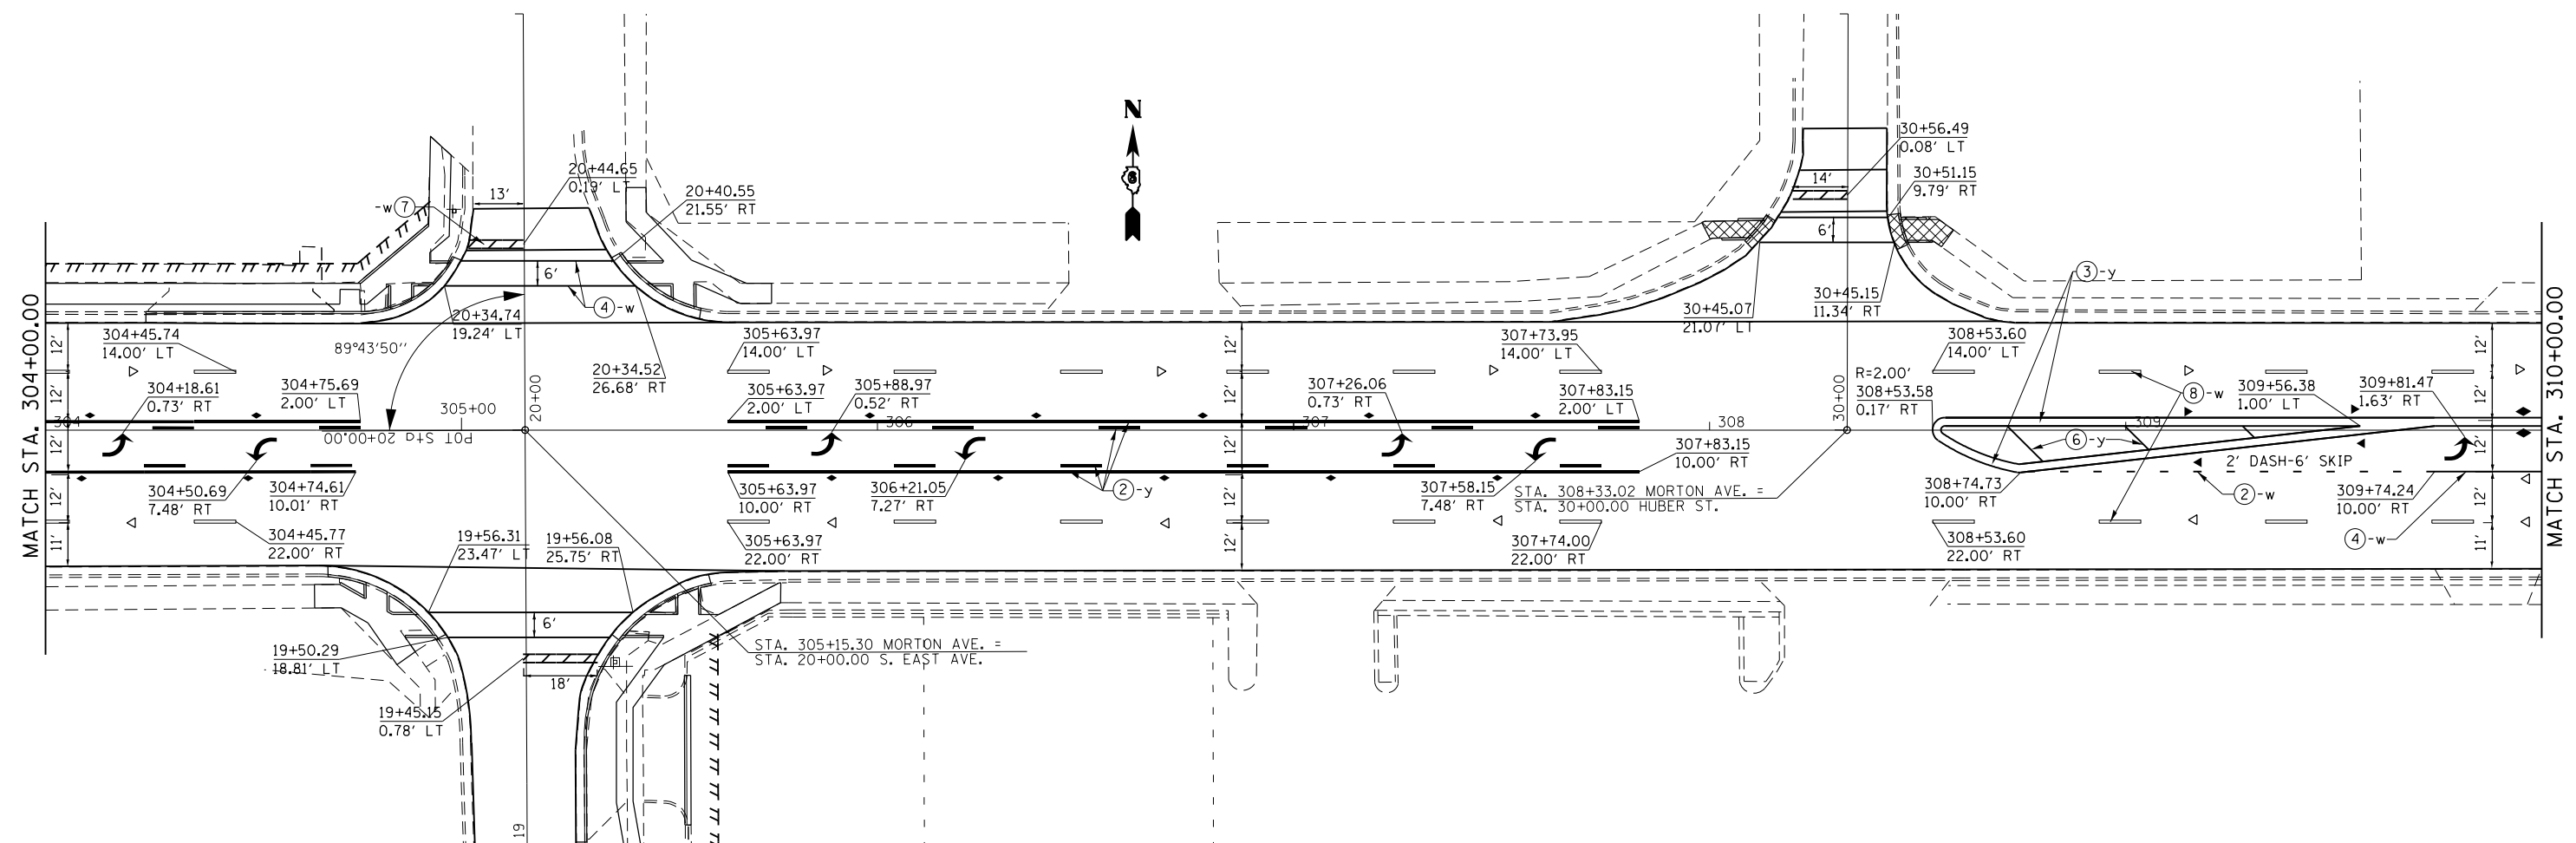 N
20+44.65
0.19' LT
13'
-w 7
20+40.55
21.55' RT
6'
4 -w
20+34.74
19.24' LT
20+34.52
26.68' RT
89°43'50''
30+56.49
0.08' LT
30+51.15
9.79' RT
14'
6'
30+45.07
21.07' LT
30+45.15
11.34' RT
3 -y
MATCH STA. 304+00.00
12'
12'
12'
12'
11'
304+45.74
14.00' LT
304+18.61
0.73' RT
304+75.69
2.00' LT
304
305+00
20+00
POT Sta 20+00.00
304+50.69
7.48' RT
304+74.61
10.01' RT
304+45.77
22.00' RT
305+63.97
14.00' LT
305+63.97
2.00' LT
305+88.97
0.52' RT
306
305+63.97
10.00' RT
306+21.05
7.27' RT
305+63.97
22.00' RT
2 -y
12'
12'
12'
12'
12'
307+73.95
14.00' LT
307+26.06
0.73' RT
307+83.15
2.00' LT
307
308
307+83.15
10.00' RT
307+58.15
7.48' RT
307+74.00
22.00' RT
STA. 308+33.02 MORTON AVE. =
STA. 30+00.00 HUBER ST.
30+00
308+53.60
14.00' LT
R=2.00'
308+53.58
0.17' RT
8 -w
309+56.38
1.00' LT
309+81.47
1.63' RT
309
6 -y
2' DASH-6' SKIP
2 -w
308+74.73
10.00' RT
309+74.24
10.00' RT
308+53.60
22.00' RT
4 -w
12'
12'
12'
12'
11'
MATCH STA. 310+00.00
19+56.31
23.47' LT
19+56.08
25.75' RT
6'
19+50.29
18.81' LT
STA. 305+15.30 MORTON AVE. =
STA. 20+00.00 S. EAST AVE.
18'
19+45.15
0.78' LT
19